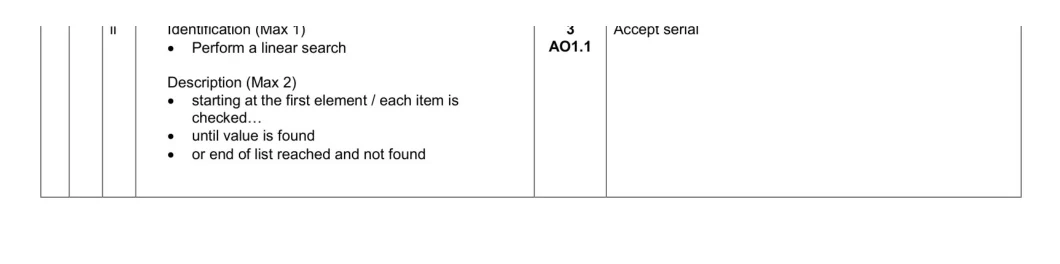 ii Identification (Max 1) 3 Accept serial
• Perform a linear search AO1.1
Description (Max 2)
• starting at the first element / each item is
checked…
• until value is found
• or end of list reached and not found